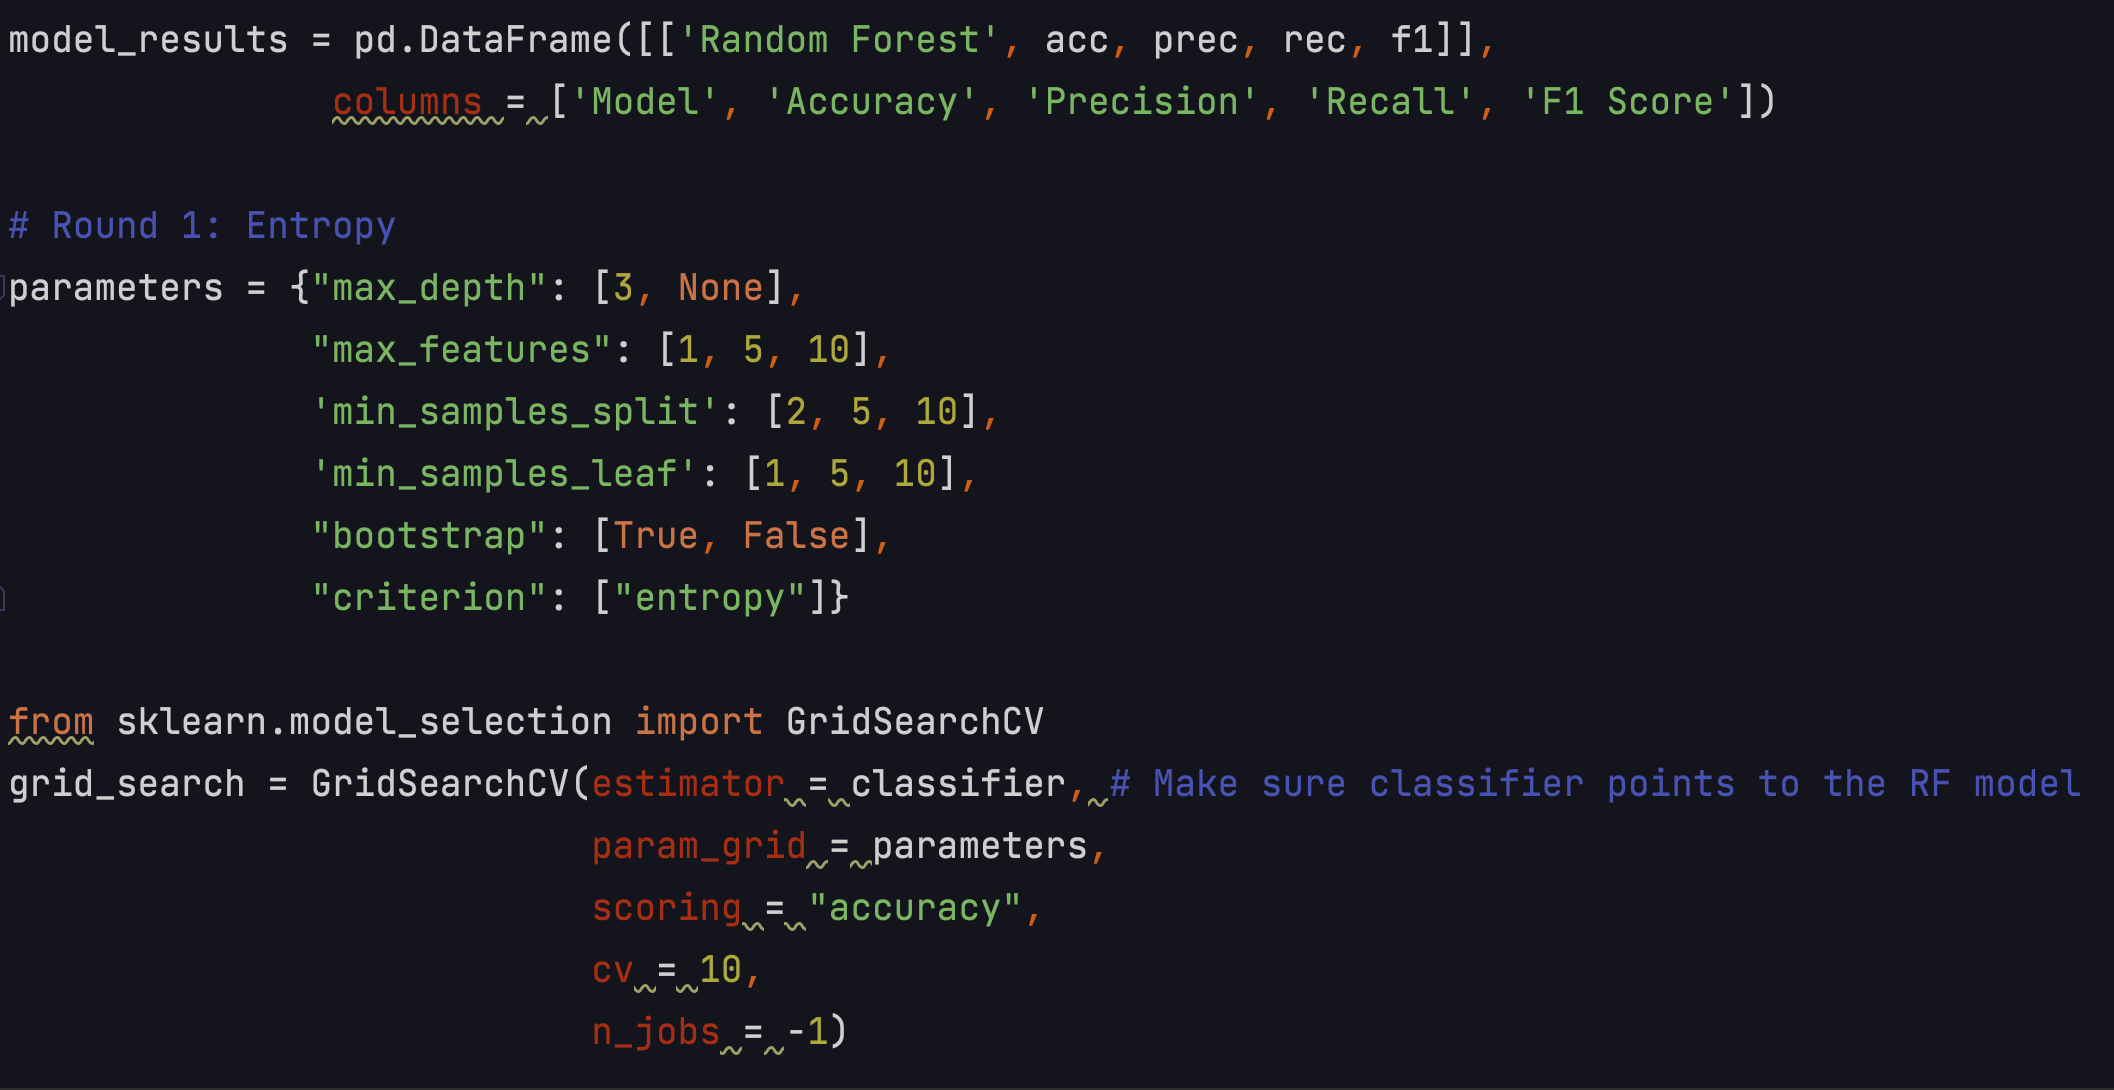 model_results = pd.DataFrame([['Random Forest', acc, prec, rec, f1]],
columns = ['Model', 'Accuracy', 'Precision', 'Recall', 'F1 Score'])
# Round 1: Entropy
parameters = {"max_depth": [3, None],
"max_features": [1, 5, 10],
'min_samples_split': [2, 5, 10],
'min_samples_leaf': [1, 5, 10],
"bootstrap": [True, False],
"criterion": ["entropy"]}
from sklearn.model_selection import GridSearchCV
grid_search = GridSearchCV(estimator = classifier, # Make sure classifier points to the RF model
param_grid = parameters,
scoring = "accuracy",
cv = 10,
n_jobs = -1)